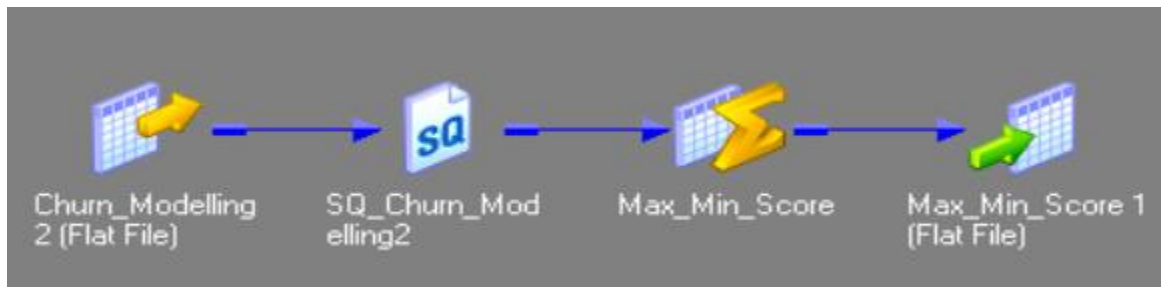 SQ
Churn_Modelling
2 (Flat File)
SQ_Churn_Mod
elling2
Max_Min_Score
Max_Min_Score 1
(Flat File)